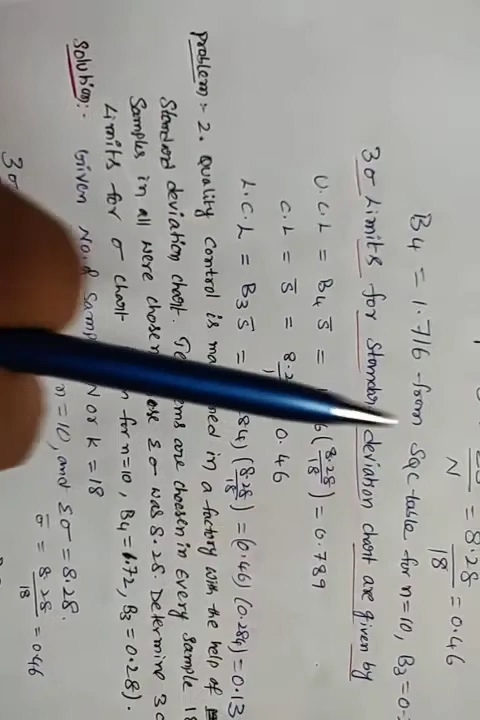 Problem:- 2. Quality control is in a factory with the help of
Standard deviation chart. items are choosen in every sample 18
Samples in all were chosen Σσ was 8.28. Determine 3σ
Limits for σ chart for n=10, B4=1.72, B3=0.28).
Solution:- Given No.of N or k = 18
n=10, and Σσ = 8.28.
σ̄ = 8.28/18 = 0.46
3σ
L.C.L = B3 S̄ = (8.28/18) = (0.46)(0.284) = 0.13
C.L = S̄ = 0.46
U.C.L = B4 S̄ = (8.28/18) = 0.789
3σ Limits for Standard deviation chart are given by
B4 = 1.716 from SQC table for n=10, B3=0.
N = 8.28/18 = 0.46